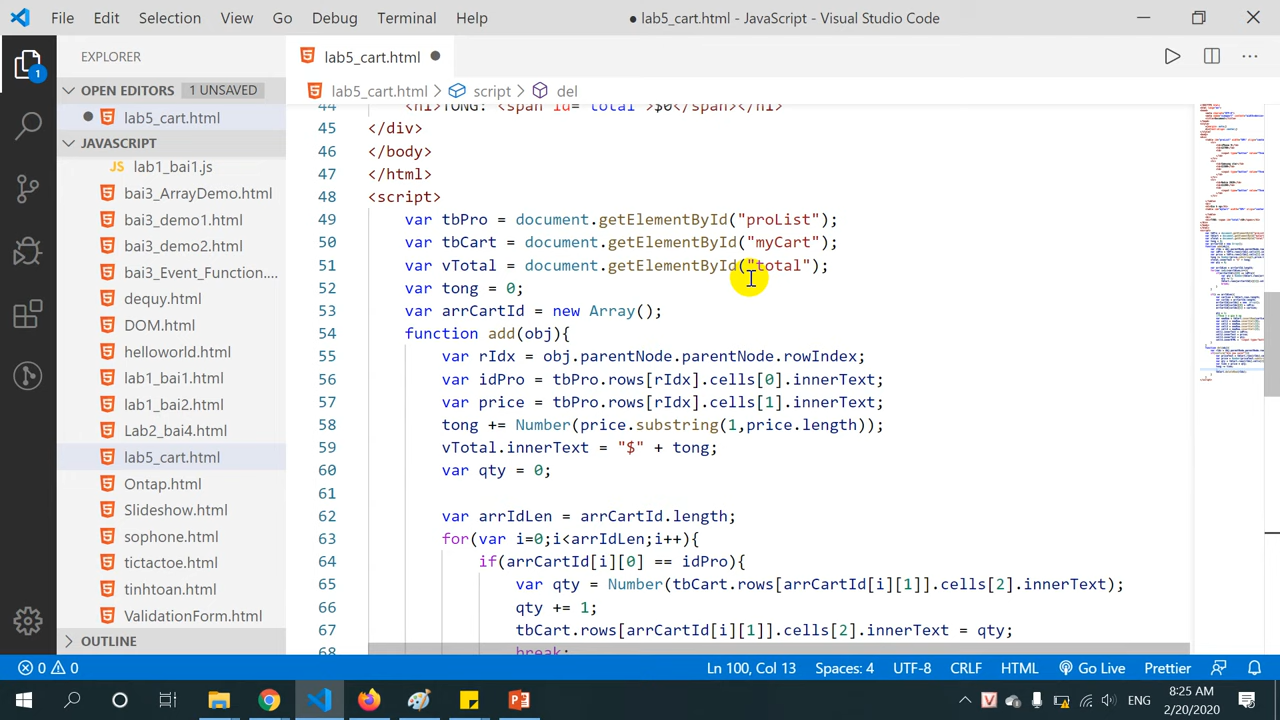 File Edit Selection View Go Debug Terminal Help ● lab5_cart.html - JavaScript - Visual Studio Code
EXPLORER
OPEN EDITORS 1 UNSAVED
lab5_cart.html
JAVASCRIPT
lab1_bai1.js
bai3_ArrayDemo.html
bai3_demo1.html
bai3_demo2.html
bai3_Event_Function....
dequy.html
DOM.html
helloworld.html
lab1_bai1.html
lab1_bai2.html
Lab2_bai4.html
lab5_cart.html
Ontap.html
Slideshow.html
sophone.html
tictactoe.html
tinhtoan.html
ValidationForm.html
OUTLINE
1
lab5_cart.html
lab5_cart.html > script > del
44 <h1>TONG: <span id="total">$0</span></h1>
45 </div>
46 </body>
47 </html>
48 <script>
49 var tbPro = document.getElementById("proList");
50 var tbCart = document.getElementById("myCart");
51 var vTotal = document.getElementById("total");
52 var tong = 0;
53 var arrCartId = new Array();
54 function add(obj){
55 var rIdx = obj.parentNode.parentNode.rowIndex;
56 var idPro = tbPro.rows[rIdx].cells[0].innerText;
57 var price = tbPro.rows[rIdx].cells[1].innerText;
58 tong += Number(price.substring(1,price.length));
59 vTotal.innerText = "$" + tong;
60 var qty = 0;
61
62 var arrIdLen = arrCartId.length;
63 for(var i=0;i<arrIdLen;i++){
64 if(arrCartId[i][0] == idPro){
65 var qty = Number(tbCart.rows[arrCartId[i][1]].cells[2].innerText);
66 qty += 1;
67 tbCart.rows[arrCartId[i][1]].cells[2].innerText = qty;
68 break;
0 0 Ln 100, Col 13 Spaces: 4 UTF-8 CRLF HTML Go Live Prettier
ENG 8:25 AM
2/20/2020